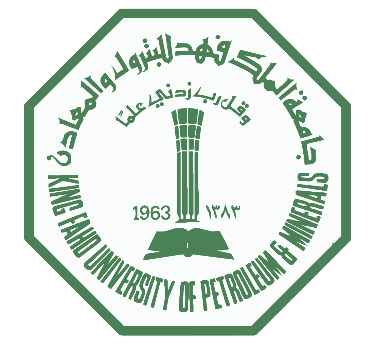 جامعة الملك فهد للبترول والمعادن
وقل رب زدني علما
1963 ١٣٨٣
KING FAHD UNIVERSITY OF PETROLEUM & MINERALS